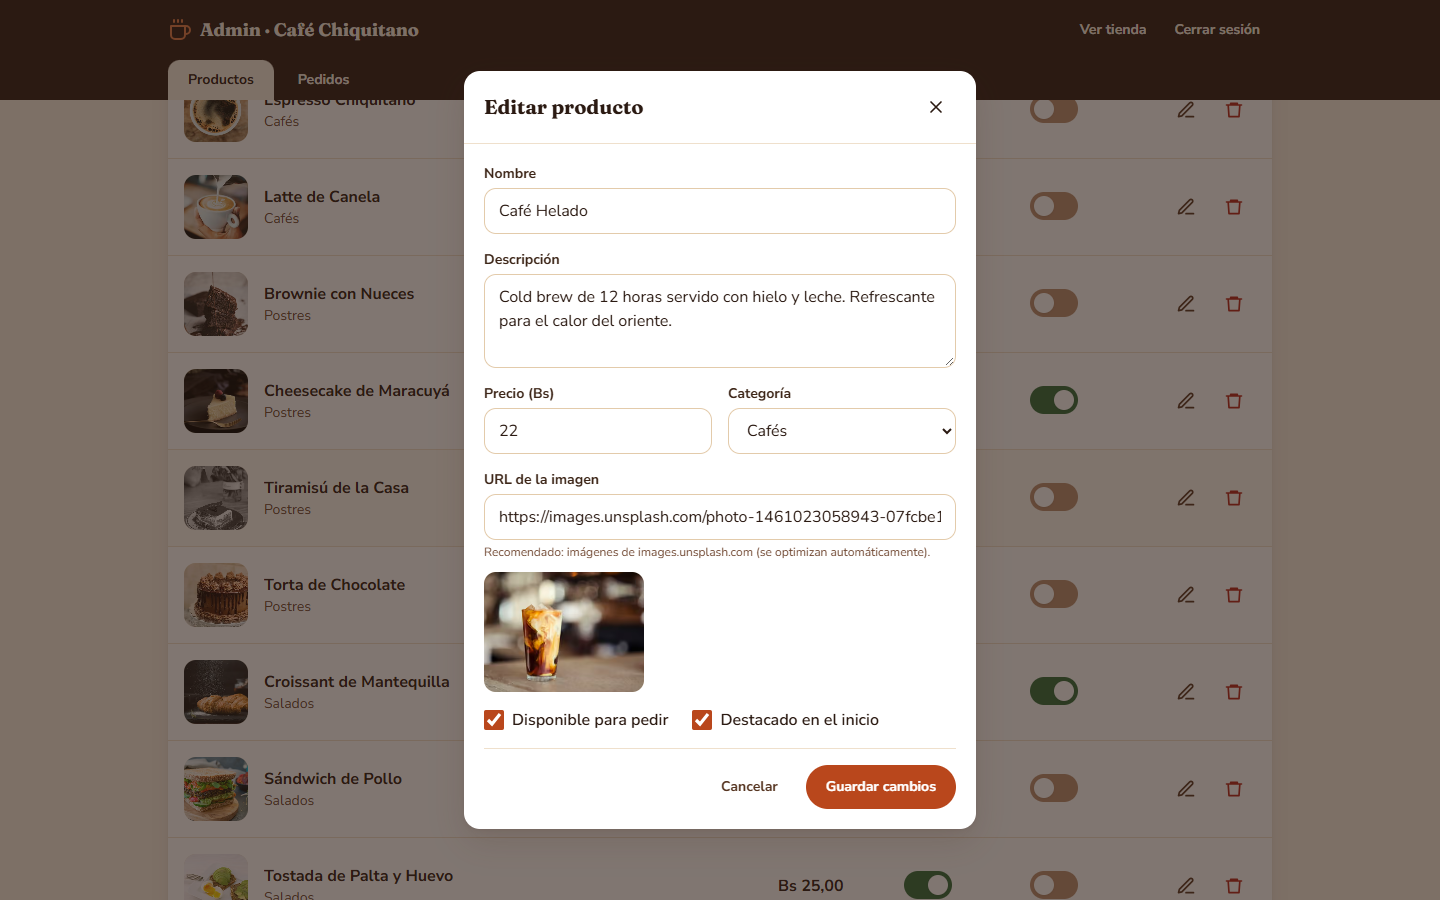 Admin · Café Chiquitano
Ver tienda
Cerrar sesión
Productos
Pedidos
Espresso Chiquitano
Cafés
Latte de Canela
Cafés
Brownie con Nueces
Postres
Cheesecake de Maracuyá
Postres
Tiramisú de la Casa
Postres
Torta de Chocolate
Postres
Croissant de Mantequilla
Salados
Sándwich de Pollo
Salados
Tostada de Palta y Huevo
Salados
Bs 25,00
Editar producto
Nombre
Café Helado
Descripción
Cold brew de 12 horas servido con hielo y leche. Refrescante
para el calor del oriente.
Precio (Bs)
Categoría
22
Cafés
URL de la imagen
https://images.unsplash.com/photo-1461023058943-07fcbe1
Recomendado: imágenes de images.unsplash.com (se optimizan automáticamente).
Disponible para pedir
Destacado en el inicio
Cancelar
Guardar cambios